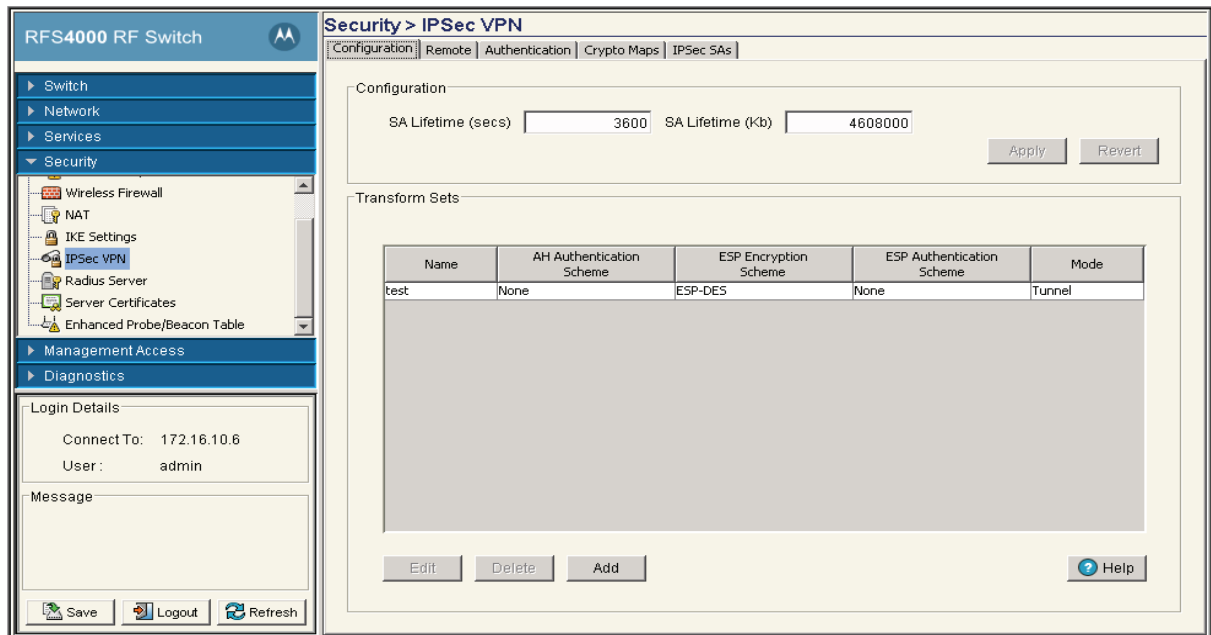 RFS4000 RF Switch
Switch
Network
Services
Security
Wireless Firewall
NAT
IKE Settings
IPSec VPN
Radius Server
Server Certificates
Enhanced Probe/Beacon Table
Management Access
Diagnostics
Login Details
Connect To: 172.16.10.6
User : admin
Message
Save Logout Refresh
Security > IPSec VPN
Configuration Remote Authentication Crypto Maps IPSec SAs
Configuration
SA Lifetime (secs) 3600 SA Lifetime (Kb) 4608000
Apply Revert
Transform Sets
Name AH Authentication Scheme ESP Encryption Scheme ESP Authentication Scheme Mode
test None ESP-DES None Tunnel
Edit Delete Add Help